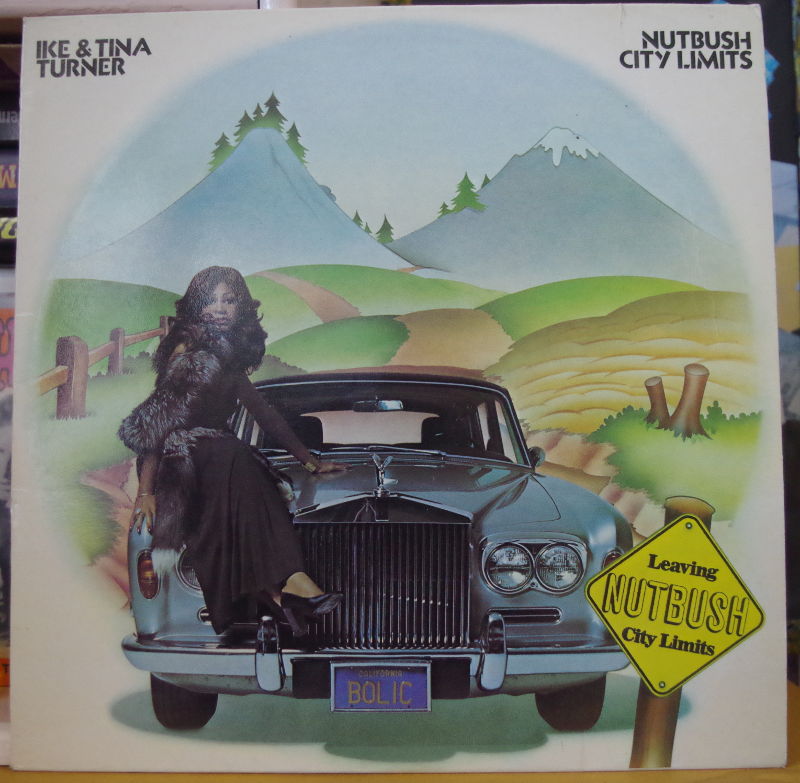 IKE & TINA
TURNER
NUTBUSH
CITY LIMITS
Leaving
NUTBUSH
City Limits
CALIFORNIA
BOLIC